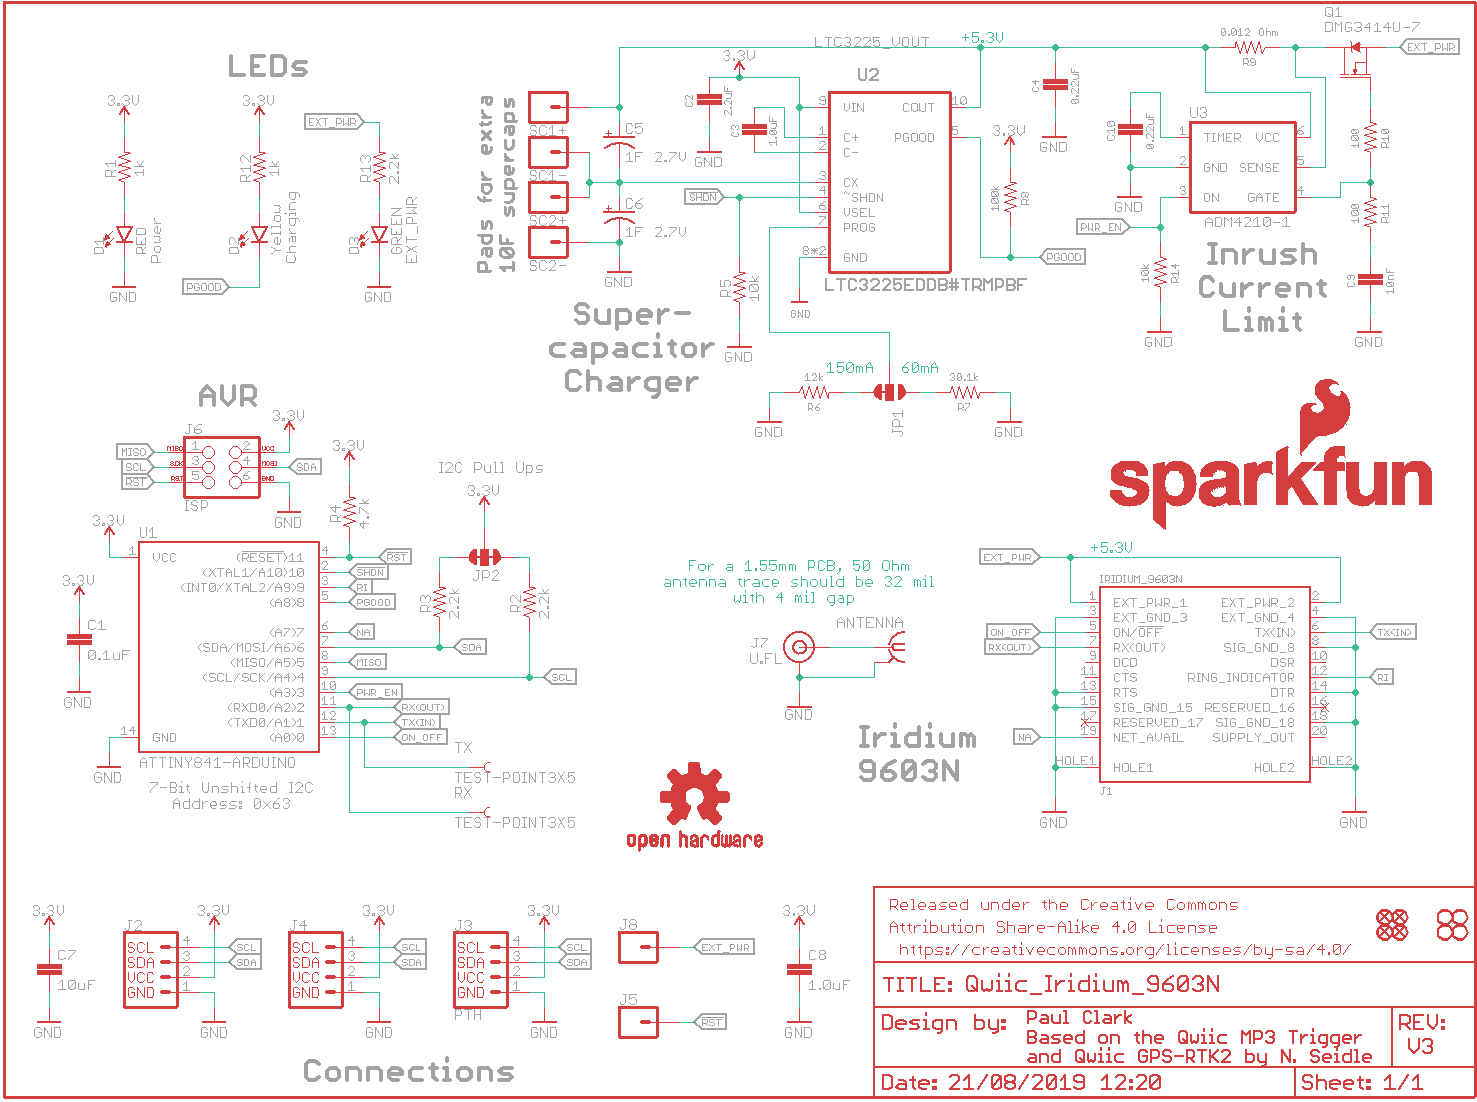 LEDs
3.3V
R1
1k
D1
RED
Power
GND
3.3V
R12
1k
D2
Yellow
Charging
PGOOD
EXT_PWR
R13
2.2k
D3
GREEN
EXT_PWR
GND
Pads for extra
10F supercaps
SC1+
SC1-
SC2+
SC2-
C5
1F 2.7V
C6
1F 2.7V
GND
LTC3225_VOUT
+5.3V
3.3V
C2
2.2uF
GND
C3
1.0uF
U2
9 VIN
COUT 10
1 C+
PGOOD 5
2 C-
3 CX
4 ~SHDN
6 VSEL
7 PROG
8*2 GND
LTC3225EDDB#TRMPBF
GND
SHDN
R5
10k
GND
3.3V
100k
R8
PGOOD
C4
0.22uF
GND
150mA 60mA
12k
R6
JP1
30.1k
R7
GND
GND
Super-
capacitor
Charger
0.012 Ohm
R9
Q1
DMG3414U-7
EXT_PWR
C10
0.22uF
GND
U3
1 TIMER VCC 6
2 GND SENSE 5
3 ON GATE 4
ADM4210-1
PWR_EN
10k
R14
GND
100
R10
100
R11
C9
10nF
GND
Inrush
Current
Limit
AVR
3.3V
J6
MISO
SCL
RST
MISO 1 2 VCC
SCK 3 4 MOSI
RST 5 6 GND
SDA
ISP
GND
3.3V
R4
4.7k
3.3V
U1
1 VCC
(RESET)11 4 RST
(XTAL1/A10)10 2 SHDN
(INT0/XTAL2/A9)9 3 RI
(A8)8 5 PGOOD
(A7)7 6 NA
(SDA/MOSI/A6)6 7 SDA
(MISO/A5)5 8 MISO
(SCL/SCK/A4)4 9 SCL
(A3)3 10 PWR_EN
(RXD0/A2)2 11 RX(OUT)
(TXD0/A1)1 12 TX(IN)
14 GND (A0)0 13 ON_OFF
ATTINY841-ARDUINO
7-Bit Unshifted I2C
Address: 0x63
GND
3.3V
C1
0.1uF
GND
I2C Pull Ups
3.3V
JP2
R3
2.2k
R2
2.2k
TX
TEST-POINT3X5
RX
TEST-POINT3X5
For a 1.55mm PCB, 50 Ohm
antenna trace should be 32 mil
with 4 mil gap
J7
U.FL
ANTENNA
GND
open hardware
sparkfun
Iridium
9603N
EXT_PWR
+5.3V
IRIDIUM_9603N
1 EXT_PWR_1 EXT_PWR_2 2
3 EXT_GND_3 EXT_GND_4 4
ON_OFF 5 ON/OFF TX(IN) 6 TX(IN)
RX(OUT) 7 RX(OUT) SIG_GND_8 8
9 DCD DSR 10
11 CTS RING_INDICATOR 12 RI
13 RTS DTR 14
15 SIG_GND_15 RESERVED_16 16
17 RESERVED_17 SIG_GND_18 18
NA 19 NET_AVAIL SUPPLY_OUT 20
HOLE1 HOLE1 HOLE2 HOLE2
J1
GND
GND
3.3V
C7
10uF
GND
J2
3.3V
SCL 4 SCL
SDA 3 SDA
VCC 2
GND 1
GND
J4
3.3V
SCL 4 SCL
SDA 3 SDA
VCC 2
GND 1
GND
J3
3.3V
SCL 4 SCL
SDA 3 SDA
VCC 2
GND 1
PTH
GND
J8
EXT_PWR
J5
RST
3.3V
C8
1.0uF
GND
Connections
Released under the Creative Commons
Attribution Share-Alike 4.0 License
https://creativecommons.org/licenses/by-sa/4.0/
TITLE: Qwiic_Iridium_9603N
Design by: Paul Clark
Based on the Qwiic MP3 Trigger
and Qwiic GPS-RTK2 by N. Seidle
REV:
V3
Date: 21/08/2019 12:20
Sheet: 1/1